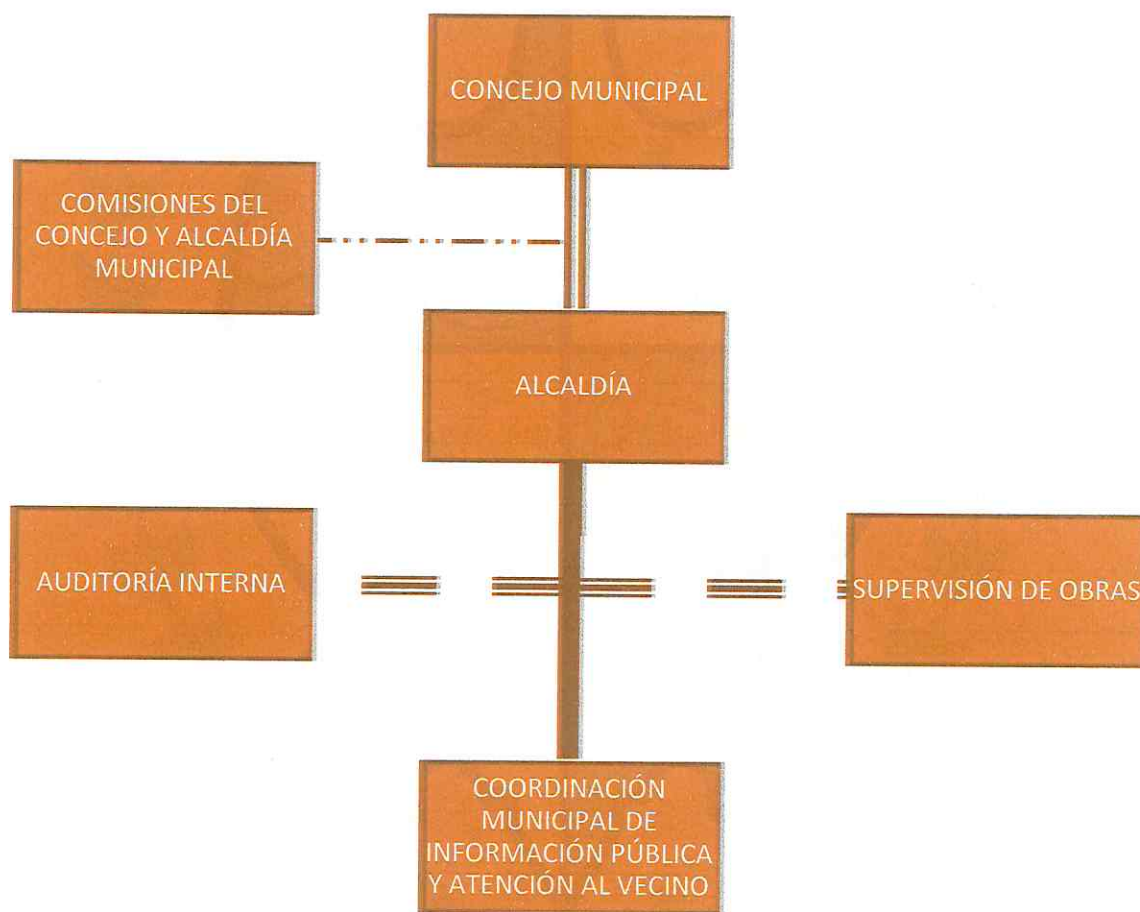 CONCEJO MUNICIPAL
COMISIONES DEL
CONCEJO Y ALCALDÍA
MUNICIPAL
ALCALDÍA
AUDITORÍA INTERNA
SUPERVISIÓN DE OBRAS
COORDINACIÓN
MUNICIPAL DE
INFORMACIÓN PÚBLICA
Y ATENCIÓN AL VECINO